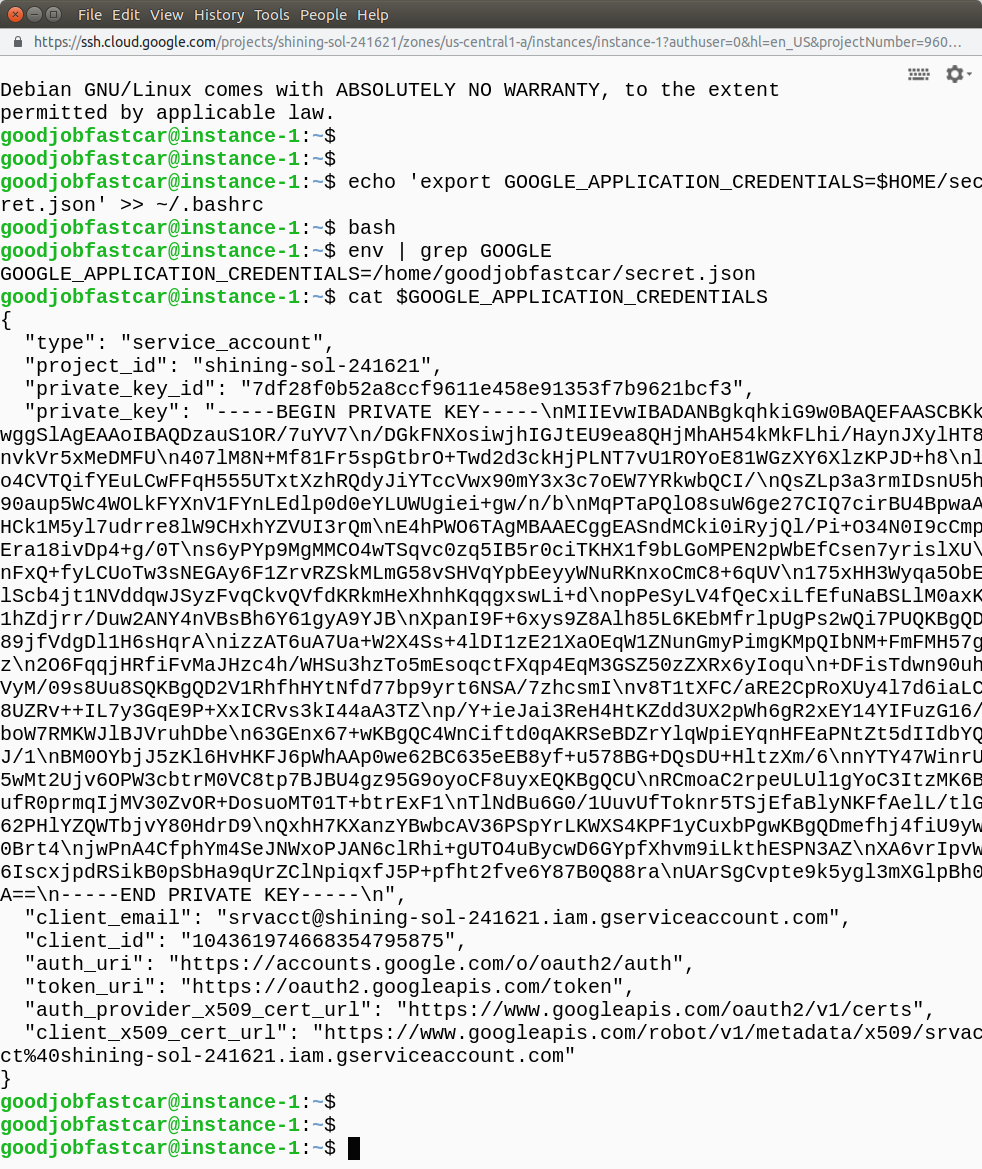 File Edit View History Tools People Help
https://ssh.cloud.google.com/projects/shining-sol-241621/zones/us-central1-a/instances/instance-1?authuser=0&hl=en_US&projectNumber=960...
Debian GNU/Linux comes with ABSOLUTELY NO WARRANTY, to the extent
permitted by applicable law.
goodjobfastcar@instance-1:~$
goodjobfastcar@instance-1:~$
goodjobfastcar@instance-1:~$ echo 'export GOOGLE_APPLICATION_CREDENTIALS=$HOME/sec
ret.json' >> ~/.bashrc
goodjobfastcar@instance-1:~$ bash
goodjobfastcar@instance-1:~$ env | grep GOOGLE
GOOGLE_APPLICATION_CREDENTIALS=/home/goodjobfastcar/secret.json
goodjobfastcar@instance-1:~$ cat $GOOGLE_APPLICATION_CREDENTIALS
{
"type": "service_account",
"project_id": "shining-sol-241621",
"private_key_id": "7df28f0b52a8ccf9611e458e91353f7b9621bcf3",
"private_key": "-----BEGIN PRIVATE KEY-----\nMIIEvwIBADANBgkqhkiG9w0BAQEFAASCBKk
wggSlAgEAAoIBAQDzauS1OR/7uYV7\n/DGkFNXosiwjhIGJtEU9ea8QHjMhAH54kMkFLhi/HaynJXylHT8
nvkVr5xMeDMFU\n407lM8N+Mf81Fr5spGtbrO+Twd2d3ckHjPLNT7vU1ROYoE81WGzXY6XlzKPJD+h8\nl
o4CVTQifYEuLCwFFqH555UTxtXzhRQdyJiYTccVwx90mY3x3c7oEW7YRkwbQCI/\nQsZLp3a3rmIDsnU5h
90aup5Wc4WOLkFYXnV1FYnLEdlp0d0eYLUWUgiei+gw/n/b\nMqPTaPQlO8suW6ge27CIQ7cirBU4BpwaA
HCk1M5yl7udrre8lW9CHxhYZVUI3rQm\nE4hPWO6TAgMBAAECggEASndMCki0iRyjQl/Pi+O34N0I9cCmp
Era18ivDp4+g/0T\ns6yPYp9MgMMCO4wTSqvc0zq5IB5r0ciTKHX1f9bLGoMPEN2pWbEfCsen7yrislXU\
nFxQ+fyLCUoTw3sNEGAy6F1ZrvRZSkMLmG58vSHVqYpbEeyyWNuRKnxoCmC8+6qUV\n175xHH3Wyqa5ObE
lScb4jt1NVddqwJSyzFvqCkvQVfdKRkmHeXhnhKqqgxswLi+d\nopPeSyLV4fQeCxiLfEfuNaBSLlM0axK
1hZdjrr/Duw2ANY4nVBsBh6Y61gyA9YJB\nXpanI9F+6xys9Z8Alh85L6KEbMfrlpUgPs2wQi7PUQKBgQD
89jfVdgDl1H6sHqrA\nizzAT6uA7Ua+W2X4Ss+4lDI1zE21XaOEqW1ZNunGmyPimgKMpQIbNM+FmFMH57g
z\n2O6FqqjHRfiFvMaJHzc4h/WHSu3hzTo5mEsoqctFXqp4EqM3GSZ50zZXRx6yIoqu\n+DFisTdwn90uh
VyM/09s8Uu8SQKBgQD2V1RhfhHYtNfd77bp9yrt6NSA/7zhcsmI\nv8T1tXFC/aRE2CpRoXUy4l7d6iaLC
8UZRv++IL7y3GqE9P+XxICRvs3kI44aA3TZ\np/Y+ieJai3ReH4HtKZdd3UX2pWh6gR2xEY14YIFuzG16/
boW7RMKWJlBJVruhDbe\n63GEnx67+wKBgQC4WnCiftd0qAKRSeBDZrYlqWpiEYqnHFEaPNtZt5dIIdbYQ
J/1\nBM0OYbjJ5zKl6HvHKFJ6pWhAAp0we62BC635eEB8yf+u578BG+DQsDU+HltzXm/6\nnYTY47WinrU
5wMt2Ujv6OPW3cbtrM0VC8tp7BJBU4gz95G9oyoCF8uyxEQKBgQCU\nRCmoaC2rpeULUl1gYoC3ItzMK6B
ufR0prmqIjMV30ZvOR+DosuoMT01T+btrExF1\nTlNdBu6G0/1UuvUfToknr5TSjEfaBlyNKFfAelL/tlG
62PHlYZQWTbjvY80HdrD9\nQxhH7KXanzYBwbcAV36PSpYrLKWXS4KPF1yCuxbPgwKBgQDmefhj4fiU9yW
0Brt4\njwPnA4CfphYm4SeJNWxoPJAN6clRhi+gUTO4uBycwD6GYpfXhvm9iLkthESPN3AZ\nXA6vrIpvW
6IscxjpdRSikB0pSbHa9qUrZClNpiqxfJ5P+pfht2fve6Y87B0Q88ra\nUArSgCvpte9k5ygl3mXGlpBh0
A==\n-----END PRIVATE KEY-----\n",
"client_email": "srvacct@shining-sol-241621.iam.gserviceaccount.com",
"client_id": "104361974668354795875",
"auth_uri": "https://accounts.google.com/o/oauth2/auth",
"token_uri": "https://oauth2.googleapis.com/token",
"auth_provider_x509_cert_url": "https://www.googleapis.com/oauth2/v1/certs",
"client_x509_cert_url": "https://www.googleapis.com/robot/v1/metadata/x509/srvac
ct%40shining-sol-241621.iam.gserviceaccount.com"
}
goodjobfastcar@instance-1:~$
goodjobfastcar@instance-1:~$
goodjobfastcar@instance-1:~$